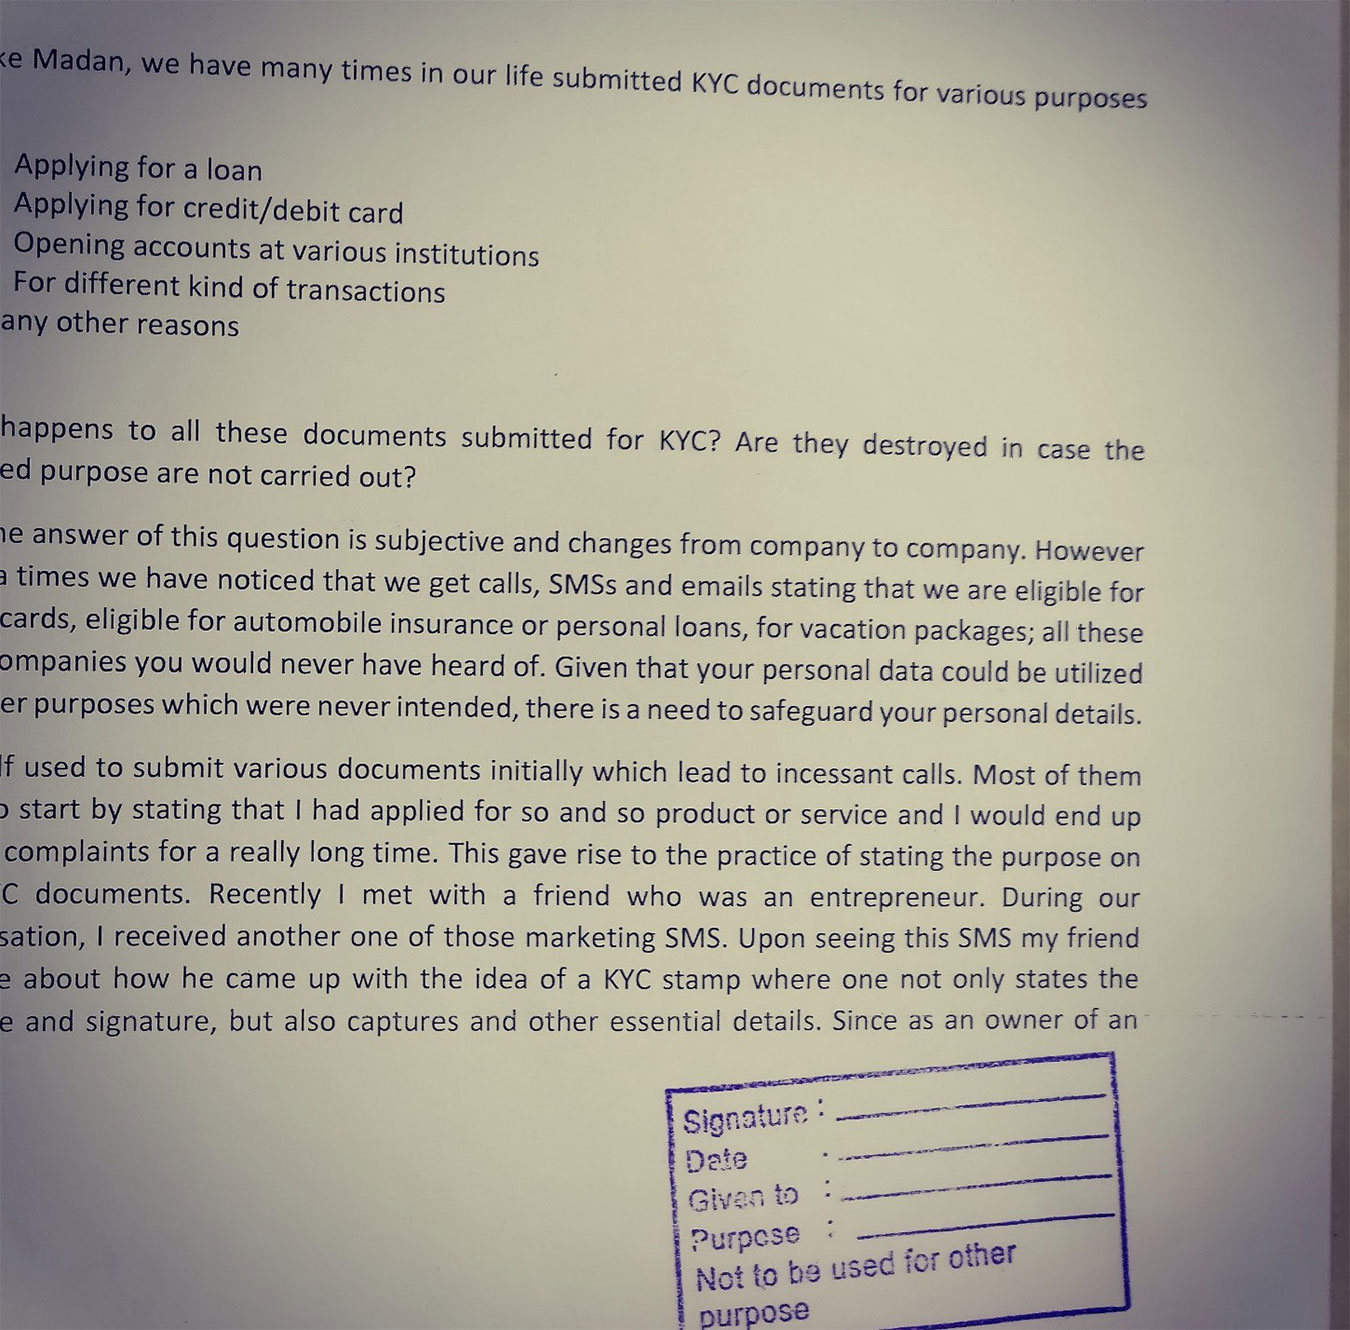 ke Madan, we have many times in our life submitted KYC documents for various purposes
Applying for a loan
Applying for credit/debit card
Opening accounts at various institutions
For different kind of transactions
any other reasons
happens to all these documents submitted for KYC? Are they destroyed in case the
ed purpose are not carried out?
he answer of this question is subjective and changes from company to company. However
a times we have noticed that we get calls, SMSs and emails stating that we are eligible for
cards, eligible for automobile insurance or personal loans, for vacation packages; all these
ompanies you would never have heard of. Given that your personal data could be utilized
er purposes which were never intended, there is a need to safeguard your personal details.
lf used to submit various documents initially which lead to incessant calls. Most of them
o start by stating that I had applied for so and so product or service and I would end up
complaints for a really long time. This gave rise to the practice of stating the purpose on
C documents. Recently I met with a friend who was an entrepreneur. During our
sation, I received another one of those marketing SMS. Upon seeing this SMS my friend
e about how he came up with the idea of a KYC stamp where one not only states the
e and signature, but also captures and other essential details. Since as an owner of an
Signature :
Date :
Given to :
Purpose :
Not to be used for other
purpose